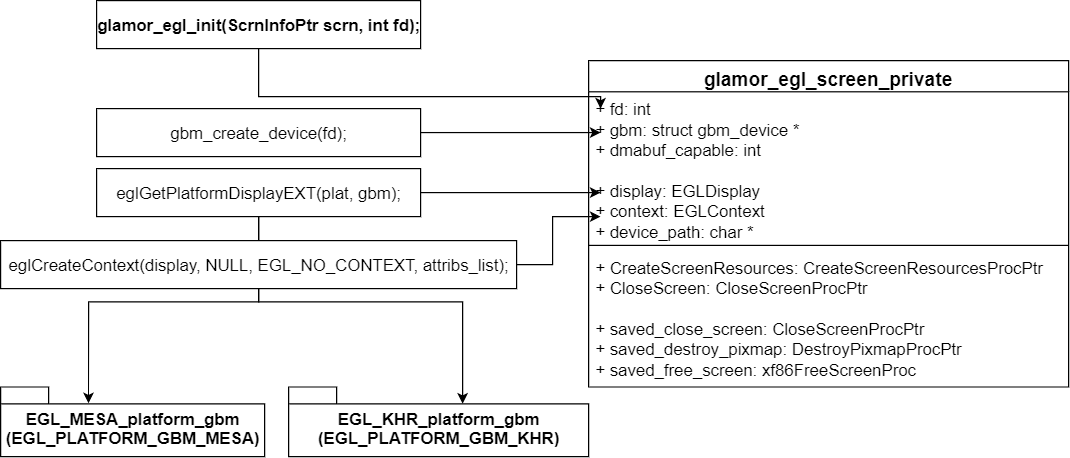 glamor_egl_init(ScrnInfoPtr scrn, int fd);
gbm_create_device(fd);
eglGetPlatformDisplayEXT(plat, gbm);
eglCreateContext(display, NULL, EGL_NO_CONTEXT, attribs_list);
EGL_MESA_platform_gbm
(EGL_PLATFORM_GBM_MESA)
EGL_KHR_platform_gbm
(EGL_PLATFORM_GBM_KHR)
glamor_egl_screen_private
+ fd: int
+ gbm: struct gbm_device *
+ dmabuf_capable: int
+ display: EGLDisplay
+ context: EGLContext
+ device_path: char *
+ CreateScreenResources: CreateScreenResourcesProcPtr
+ CloseScreen: CloseScreenProcPtr
+ saved_close_screen: CloseScreenProcPtr
+ saved_destroy_pixmap: DestroyPixmapProcPtr
+ saved_free_screen: xf86FreeScreenProc